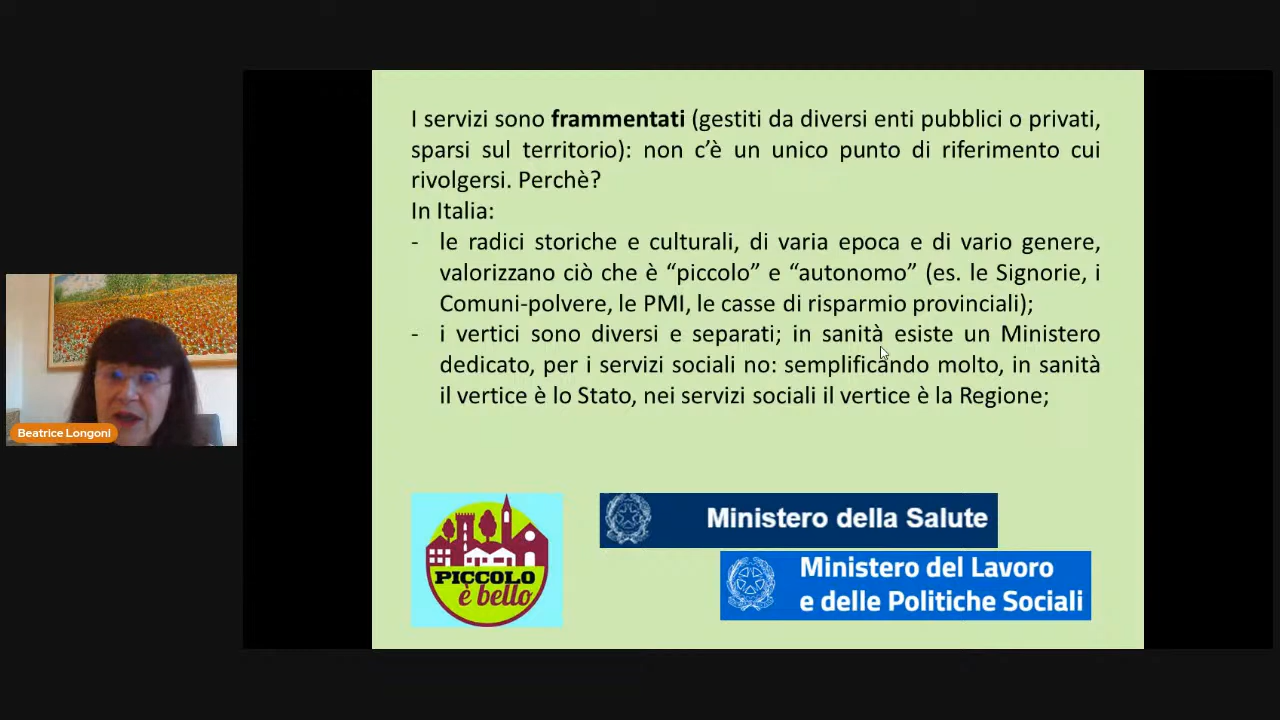 I servizi sono frammentati (gestiti da diversi enti pubblici o privati,
sparsi sul territorio): non c’è un unico punto di riferimento cui
rivolgersi. Perchè?
In Italia:
- le radici storiche e culturali, di varia epoca e di vario genere,
valorizzano ciò che è “piccolo” e “autonomo” (es. le Signorie, i
Comuni-polvere, le PMI, le casse di risparmio provinciali);
- i vertici sono diversi e separati; in sanità esiste un Ministero
dedicato, per i servizi sociali no: semplificando molto, in sanità
il vertice è lo Stato, nei servizi sociali il vertice è la Regione;
Beatrice Longoni
PICCOLO
è bello
Ministero della Salute
Ministero del Lavoro
e delle Politiche Sociali